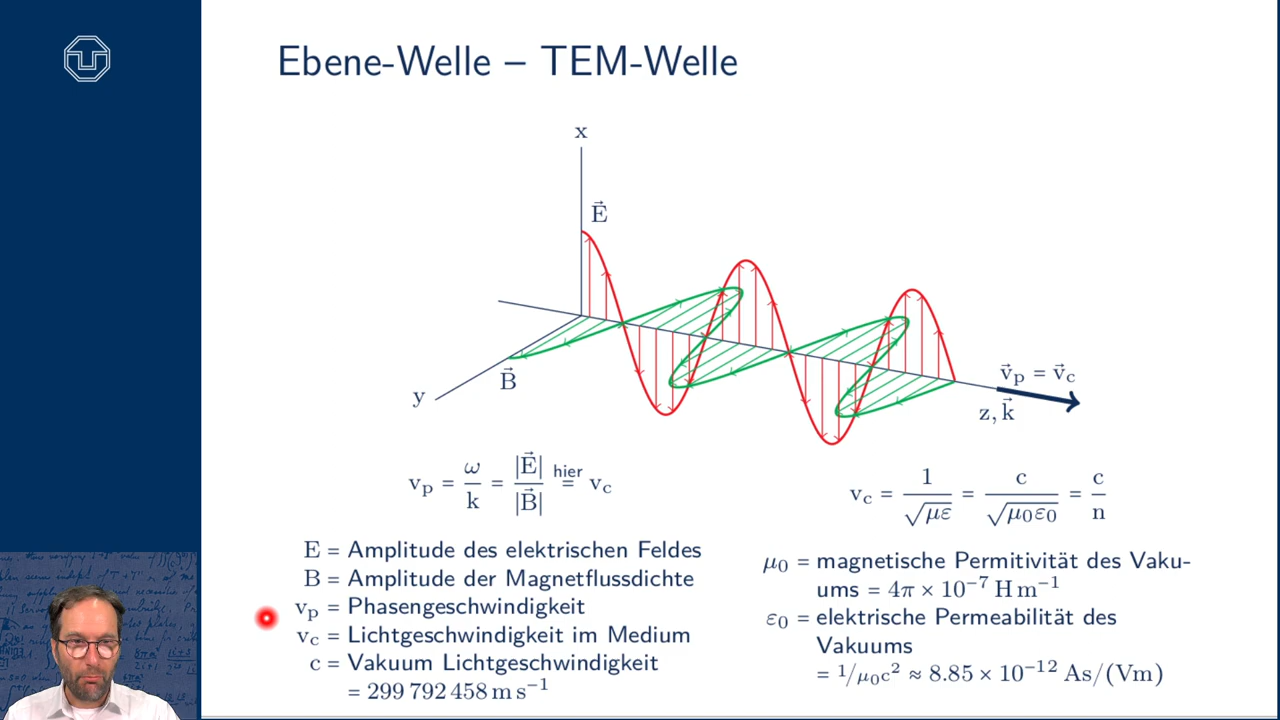 Ebene-Welle – TEM-Welle
x
E⃗
B⃗
y
v⃗p = v⃗c
z, k⃗
vp = ω/k = |E⃗|/|B⃗| =(hier) vc
vc = 1/√με = c/√μ0ε0 = c/n
E = Amplitude des elektrischen Feldes
B = Amplitude der Magnetflussdichte
vp = Phasengeschwindigkeit
vc = Lichtgeschwindigkeit im Medium
c = Vakuum Lichtgeschwindigkeit
= 299 792 458 m s⁻¹
μ0 = magnetische Permitivität des Vaku-
ums = 4π × 10⁻⁷ H m⁻¹
ε0 = elektrische Permeabilität des
Vakuums
= 1/μ0c² ≈ 8.85 × 10⁻¹² As/(Vm)